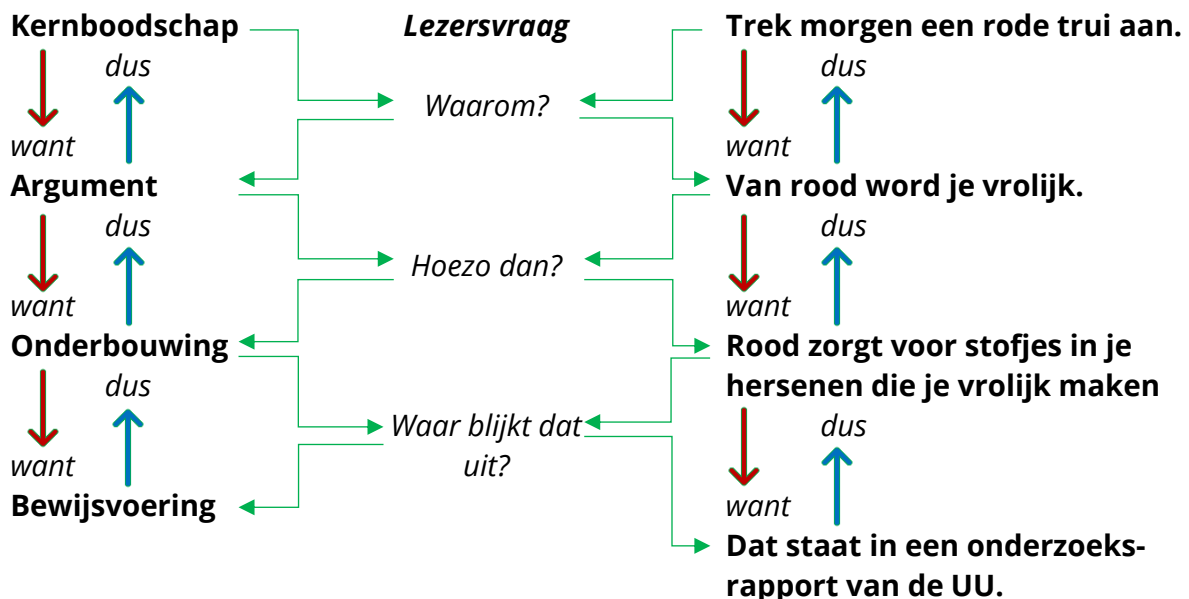 Kernboodschap
Lezersvraag
Trek morgen een rode trui aan.
dus
dus
Waarom?
want
want
Argument
Van rood word je vrolijk.
dus
dus
Hoezo dan?
want
want
Onderbouwing
Rood zorgt voor stofjes in je
hersenen die je vrolijk maken
dus
Waar blijkt dat
uit?
dus
want
want
Bewijsvoering
Dat staat in een onderzoeks-
rapport van de UU.